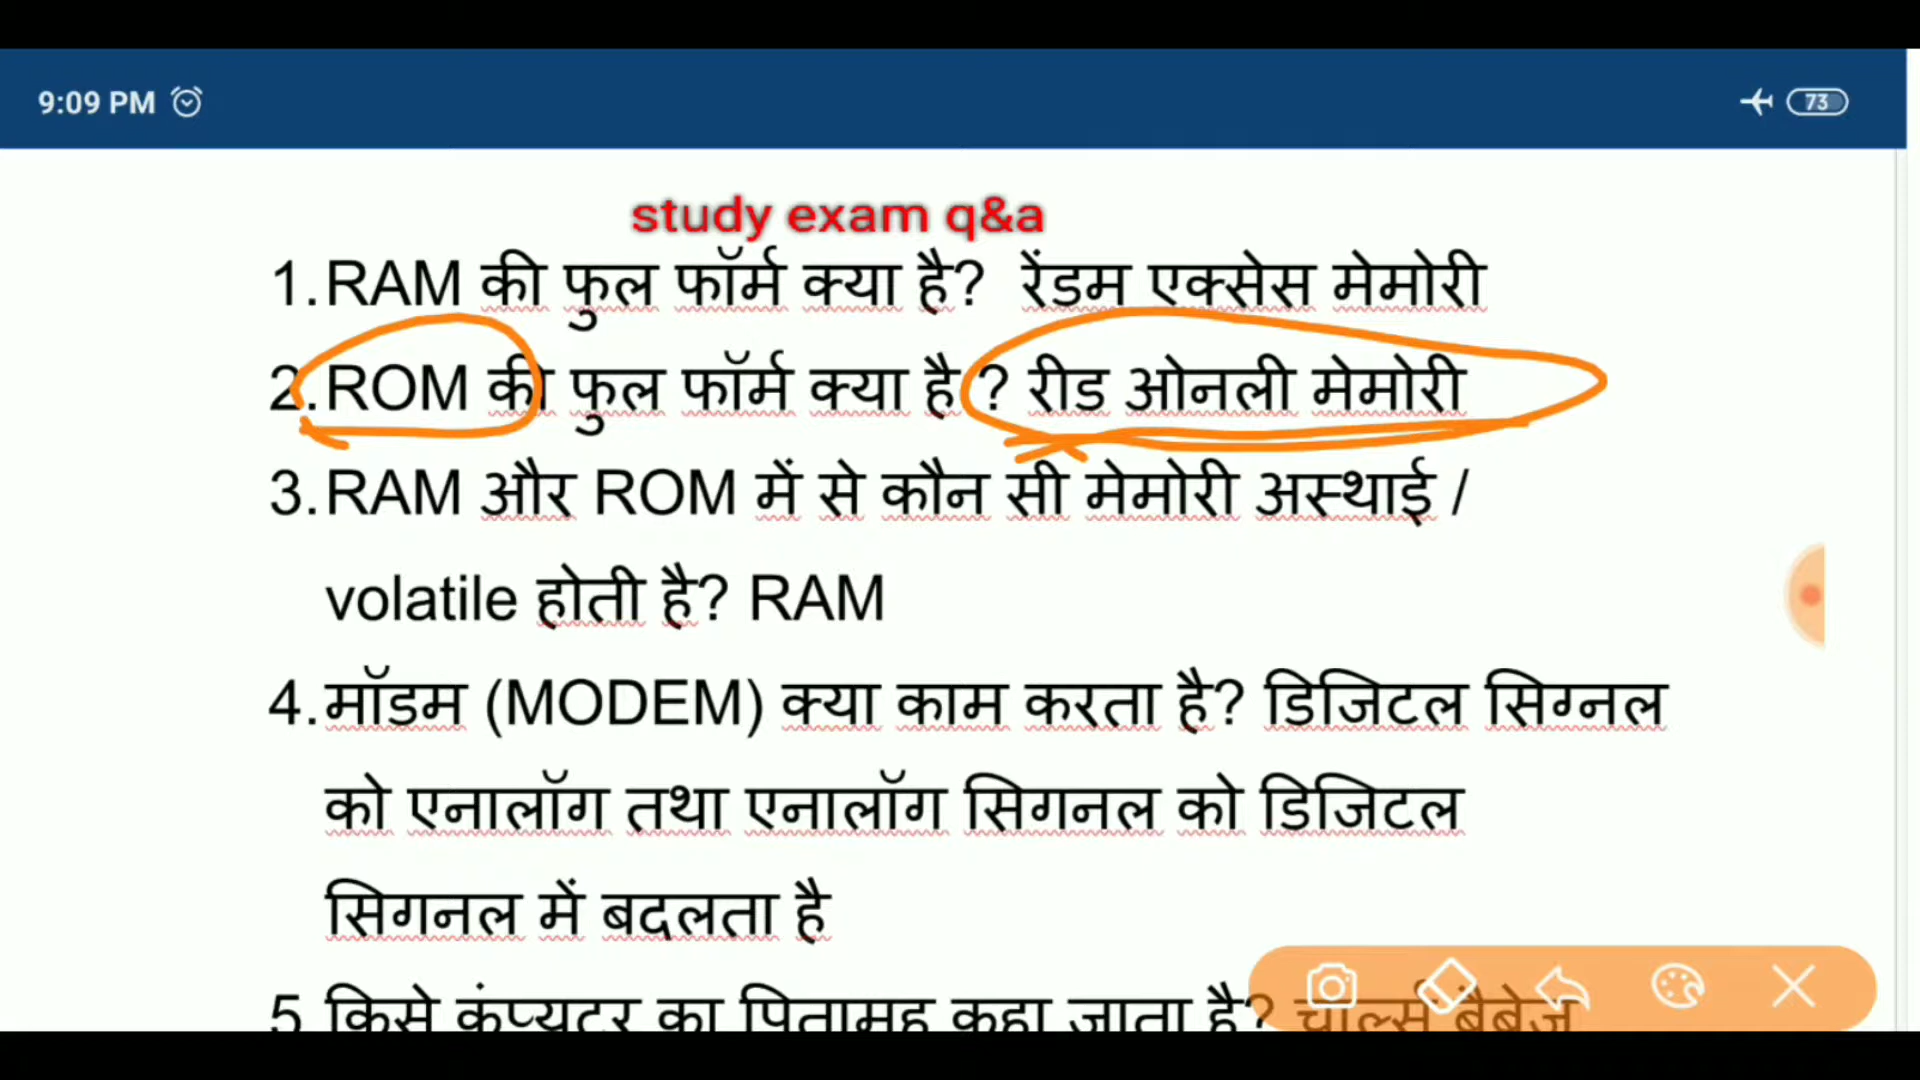 9:09 PM 73
study exam q&a
1.RAM की फुल फॉर्म क्या है? रेंडम एक्सेस मेमोरी
2.ROM की फुल फॉर्म क्या है ? रीड ओनली मेमोरी
3.RAM और ROM में से कौन सी मेमोरी अस्थाई /
volatile होती है? RAM
4.मॉडम (MODEM) क्या काम करता है? डिजिटल सिग्नल
को एनालॉग तथा एनालॉग सिगनल को डिजिटल
सिगनल में बदलता है
5 किसे कंप्यूटर का पितामह कहा जाता है? चार्ल्स बैबेज